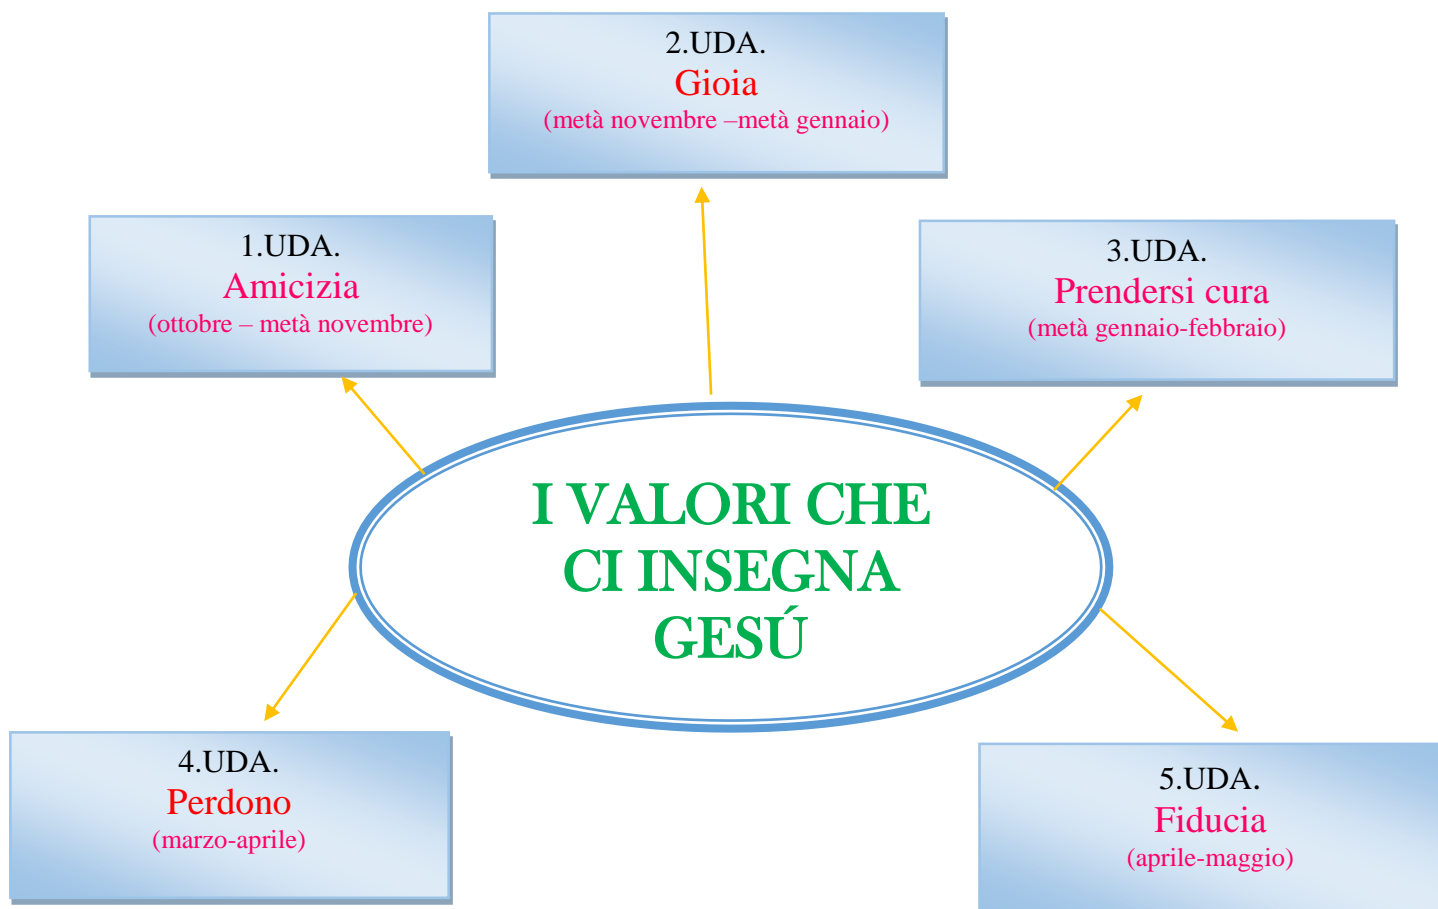 2.UDA.
Gioia
(metà novembre –metà gennaio)
1.UDA.
Amicizia
(ottobre – metà novembre)
3.UDA.
Prendersi cura
(metà gennaio-febbraio)
I VALORI CHE
CI INSEGNA
GESÚ
4.UDA.
Perdono
(marzo-aprile)
5.UDA.
Fiducia
(aprile-maggio)